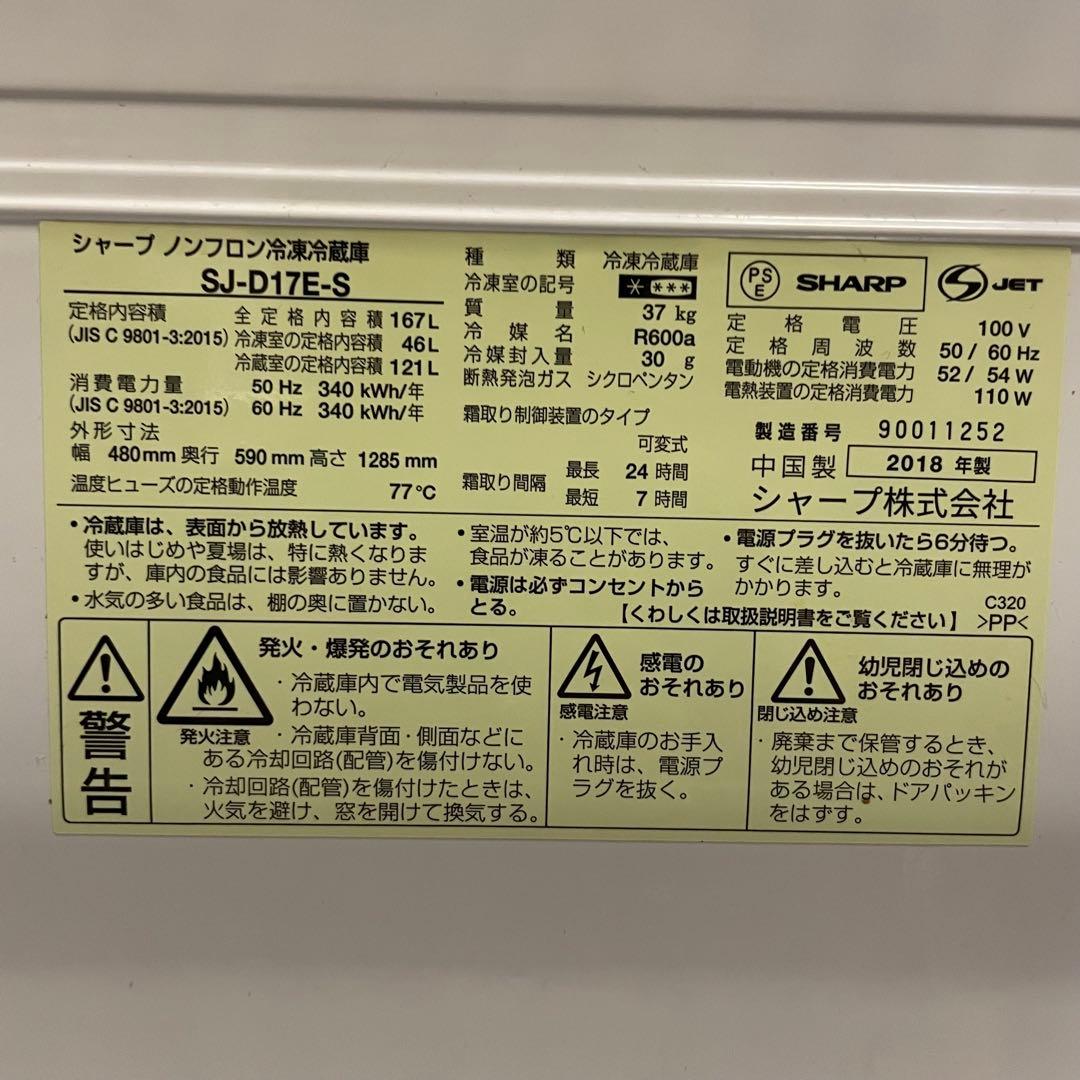 シャープ ノンフロン冷凍冷蔵庫
SJ-D17E-S
定格内容積 全定格内容積 167L
(JIS C 9801-3:2015) 冷凍室の定格内容積 46L
冷蔵室の定格内容積 121L
消費電力量 50 Hz 340 kWh/年
(JIS C 9801-3:2015) 60 Hz 340 kWh/年
外形寸法
幅 480mm 奥行 590mm 高さ 1285mm
温度ヒューズの定格動作温度 77℃
種類 冷凍冷蔵庫
冷凍室の記号 * ***
質量 37 kg
冷媒名 R600a
冷媒封入量 30 g
断熱発泡ガス シクロペンタン
霜取り制御装置のタイプ
可変式
霜取り間隔 最長 24 時間
最短 7 時間
PSE SHARP S JET
定格電圧 100 V
定格周波数 50 / 60 Hz
電動機の定格消費電力 52 / 54 W
電熱装置の定格消費電力 110 W
製造番号 90011252
中国製 2018 年製
シャープ株式会社
・冷蔵庫は、表面から放熱しています。
使いはじめや夏場は、特に熱くなりま
すが、庫内の食品には影響ありません。
・水気の多い食品は、棚の奥に置かない。
・室温が約5℃以下では、
食品が凍ることがあります。
・電源は必ずコンセントから
とる。
・電源プラグを抜いたら6分待つ。
すぐに差し込むと冷蔵庫に無理が
かかります。
【くわしくは取扱説明書をご覧ください】
C320
>PP<
警告
発火・爆発のおそれあり
発火注意
・冷蔵庫内で電気製品を使
わない。
・冷蔵庫背面・側面などに
ある冷却回路(配管)を傷付けない。
・冷却回路(配管)を傷付けたときは、
火気を避け、窓を開けて換気する。
感電の
おそれあり
感電注意
・冷蔵庫のお手入
れ時は、電源プ
ラグを抜く。
幼児閉じ込めの
おそれあり
閉じ込め注意
・廃棄まで保管するとき、
幼児閉じ込めのおそれが
ある場合は、ドアパッキン
をはずす。